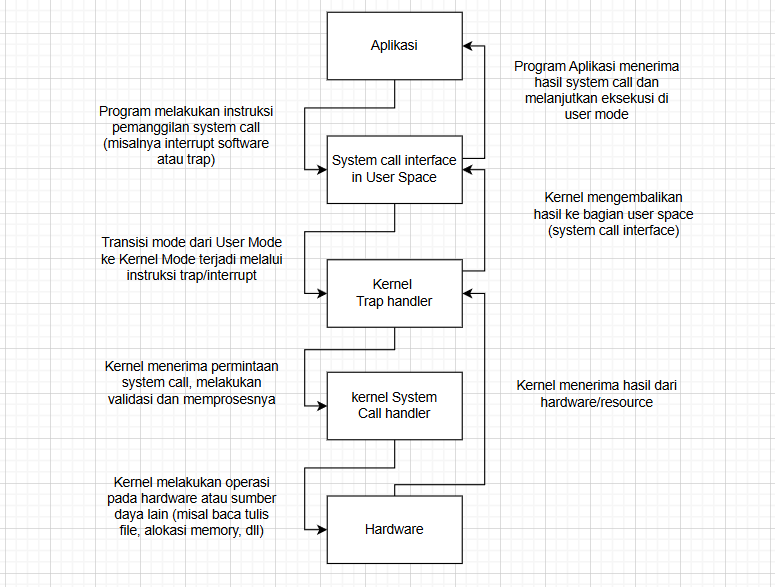 Aplikasi
Program Aplikasi menerima
hasil system call dan
melanjutkan eksekusi di
user mode
Program melakukan instruksi
pemanggilan system call
(misalnya interrupt software
atau trap)
System call interface
in User Space
Kernel mengembalikan
hasil ke bagian user space
(system call interface)
Transisi mode dari User Mode
ke Kernel Mode terjadi melalui
instruksi trap/interrupt
Kernel
Trap handler
Kernel menerima permintaan
system call, melakukan
validasi dan memprosesnya
kernel System
Call handler
Kernel menerima hasil dari
hardware/resource
Kernel melakukan operasi
pada hardware atau sumber
daya lain (misal baca tulis
file, alokasi memory, dll)
Hardware